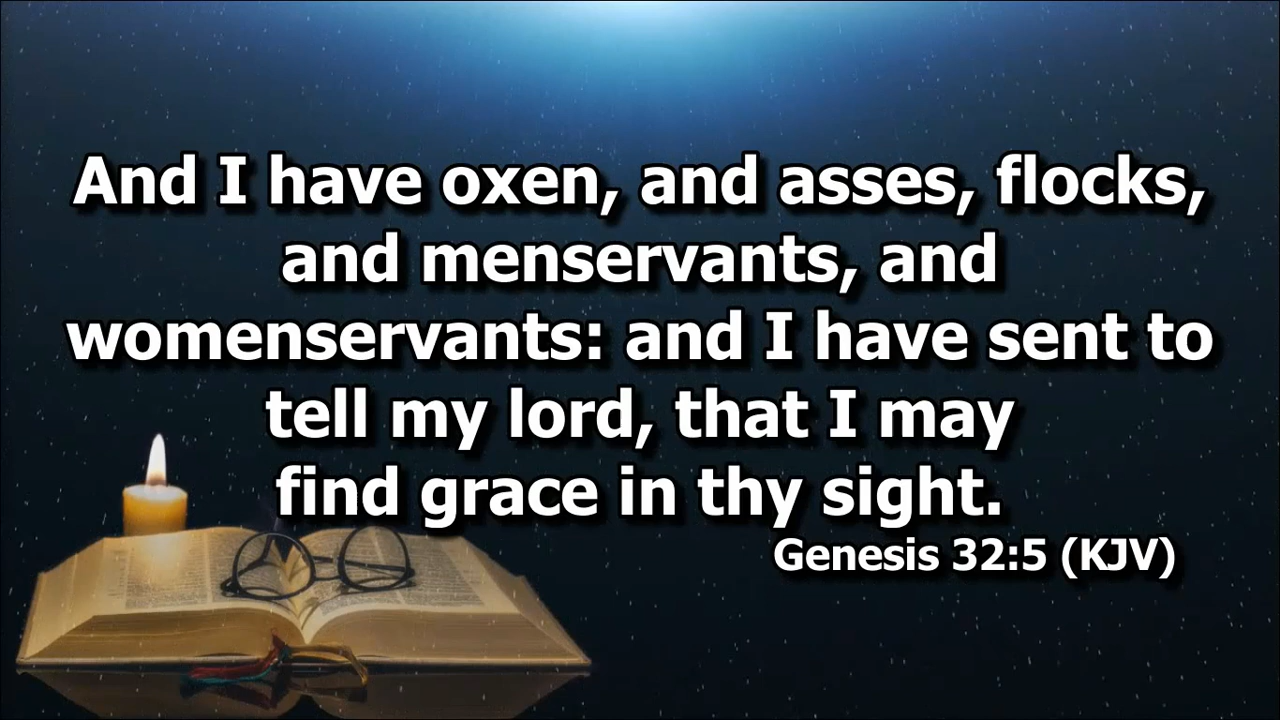 And I have oxen, and asses, flocks,
and menservants, and
womenservants: and I have sent to
tell my lord, that I may
find grace in thy sight.
Genesis 32:5 (KJV)